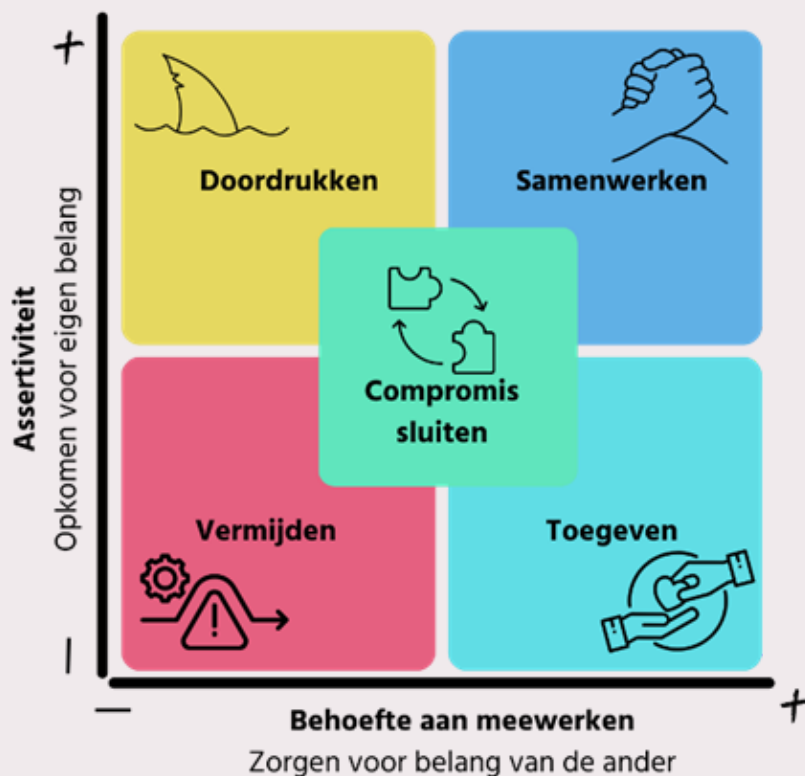 +
Doordrukken
Samenwerken
Assertiviteit
Opkomen voor eigen belang
Compromis
sluiten
Vermijden
Toegeven
!
—
—
+
Behoefte aan meewerken
Zorgen voor belang van de ander